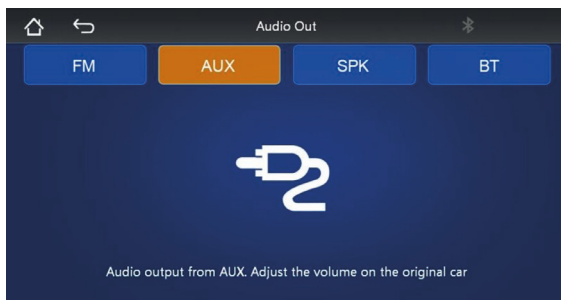 Audio Out
FM AUX SPK BT
Audio output from AUX. Adjust the volume on the original car